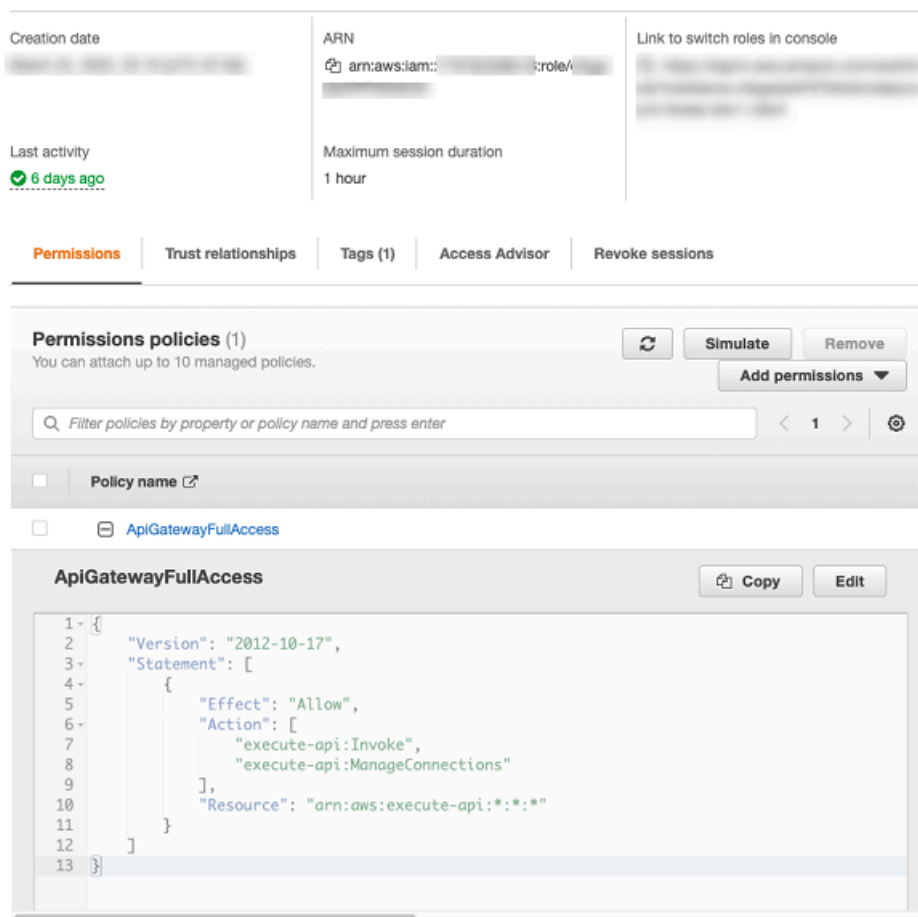 Creation date
ARN
Link to switch roles in console
arn:aws:iam:: :role/
Last activity
Maximum session duration
6 days ago
1 hour
Permissions
Trust relationships
Tags (1)
Access Advisor
Revoke sessions
Permissions policies (1)
You can attach up to 10 managed policies.
Simulate
Remove
Add permissions
Filter policies by property or policy name and press enter
1
Policy name
ApiGatewayFullAccess
ApiGatewayFullAccess
Copy
Edit
1 {
2 "Version": "2012-10-17",
3 "Statement": [
4 {
5 "Effect": "Allow",
6 "Action": [
7 "execute-api:Invoke",
8 "execute-api:ManageConnections"
9 ],
10 "Resource": "arn:aws:execute-api:*:*:*"
11 }
12 ]
13 }